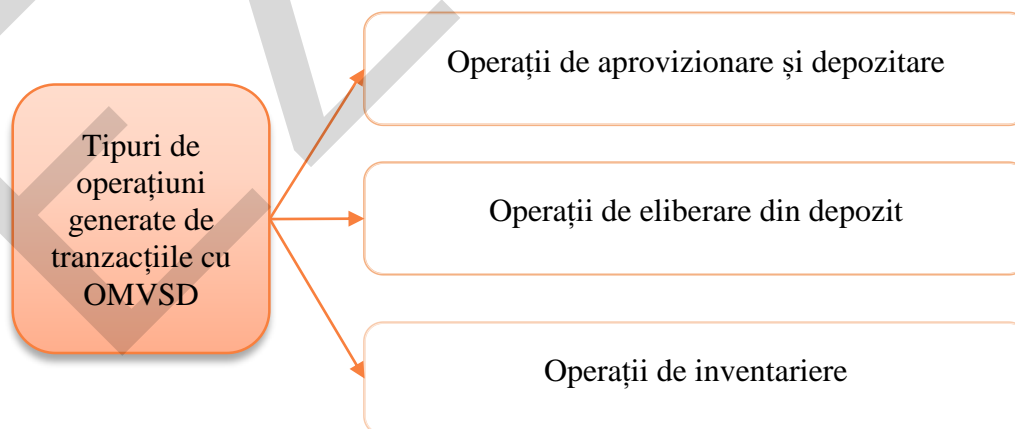 Tipuri de
operațiuni
generate de
tranzacțiile cu
OMVSD
Operații de aprovizionare și depozitare
Operații de eliberare din depozit
Operații de inventariere